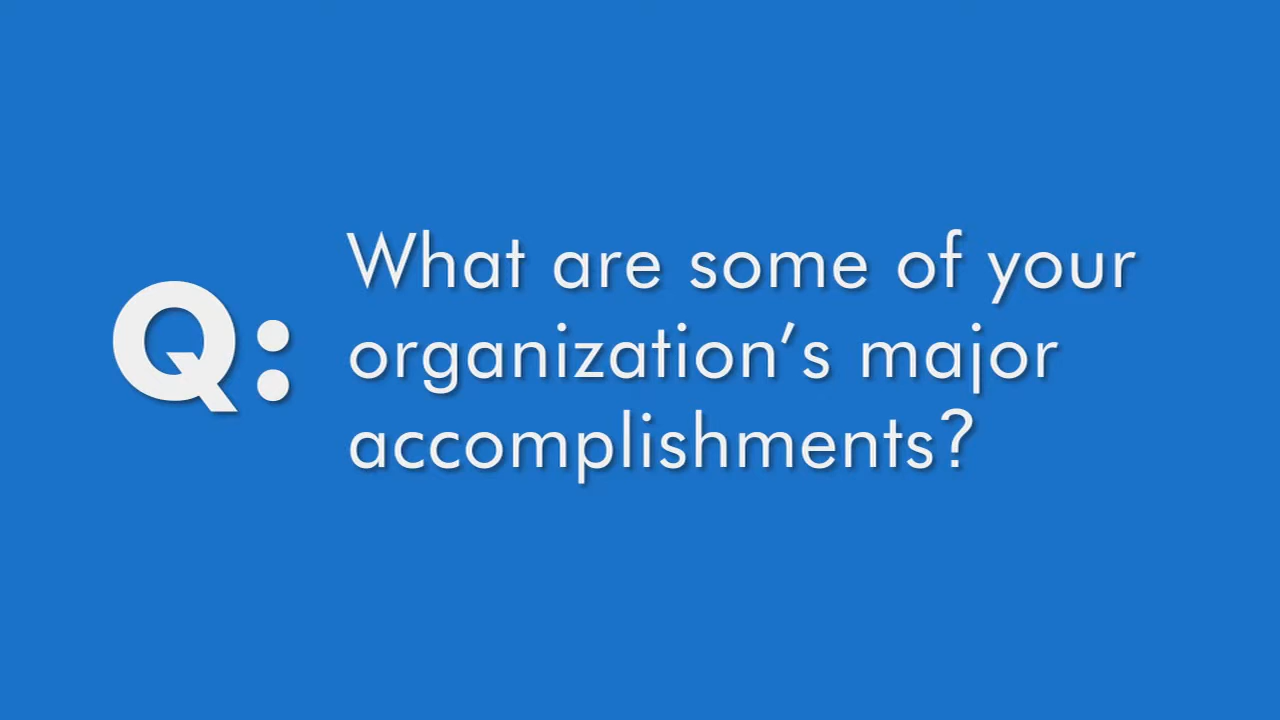 Q:
What are some of your
organization’s major
accomplishments?